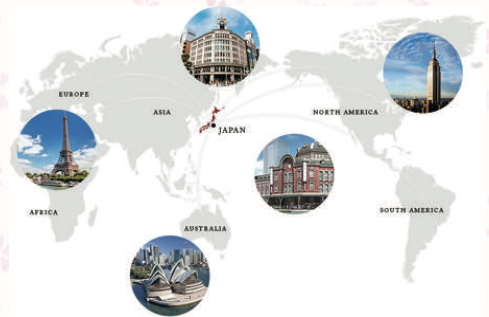 EUROPE
ASIA
NORTH AMERICA
JAPAN
AFRICA
SOUTH AMERICA
AUSTRALIA